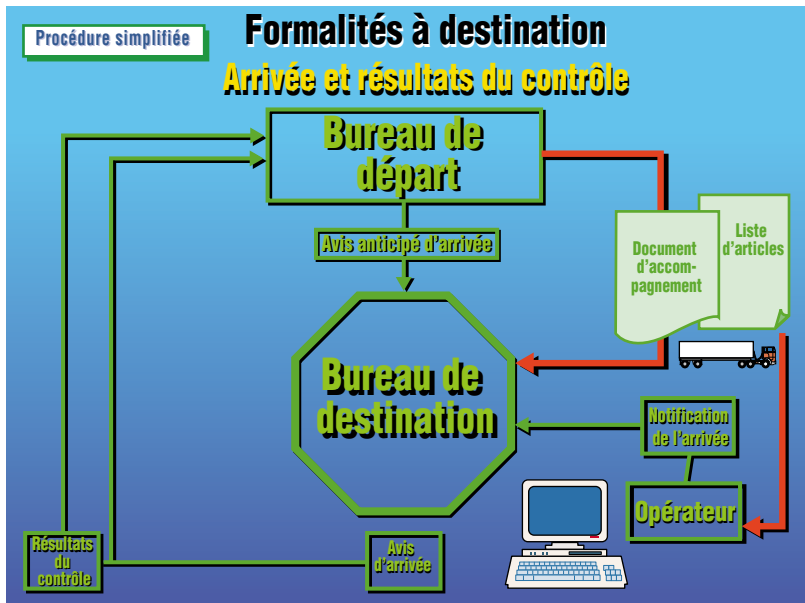 Procédure simplifiée
Formalités à destination
Arrivée et résultats du contrôle
Bureau de
départ
Avis anticipé d'arrivée
Document
d'accom-
pagnement
Liste
d'articles
Bureau de
destination
Notification
de l'arrivée
Opérateur
Résultats
du
contrôle
Avis
d'arrivée